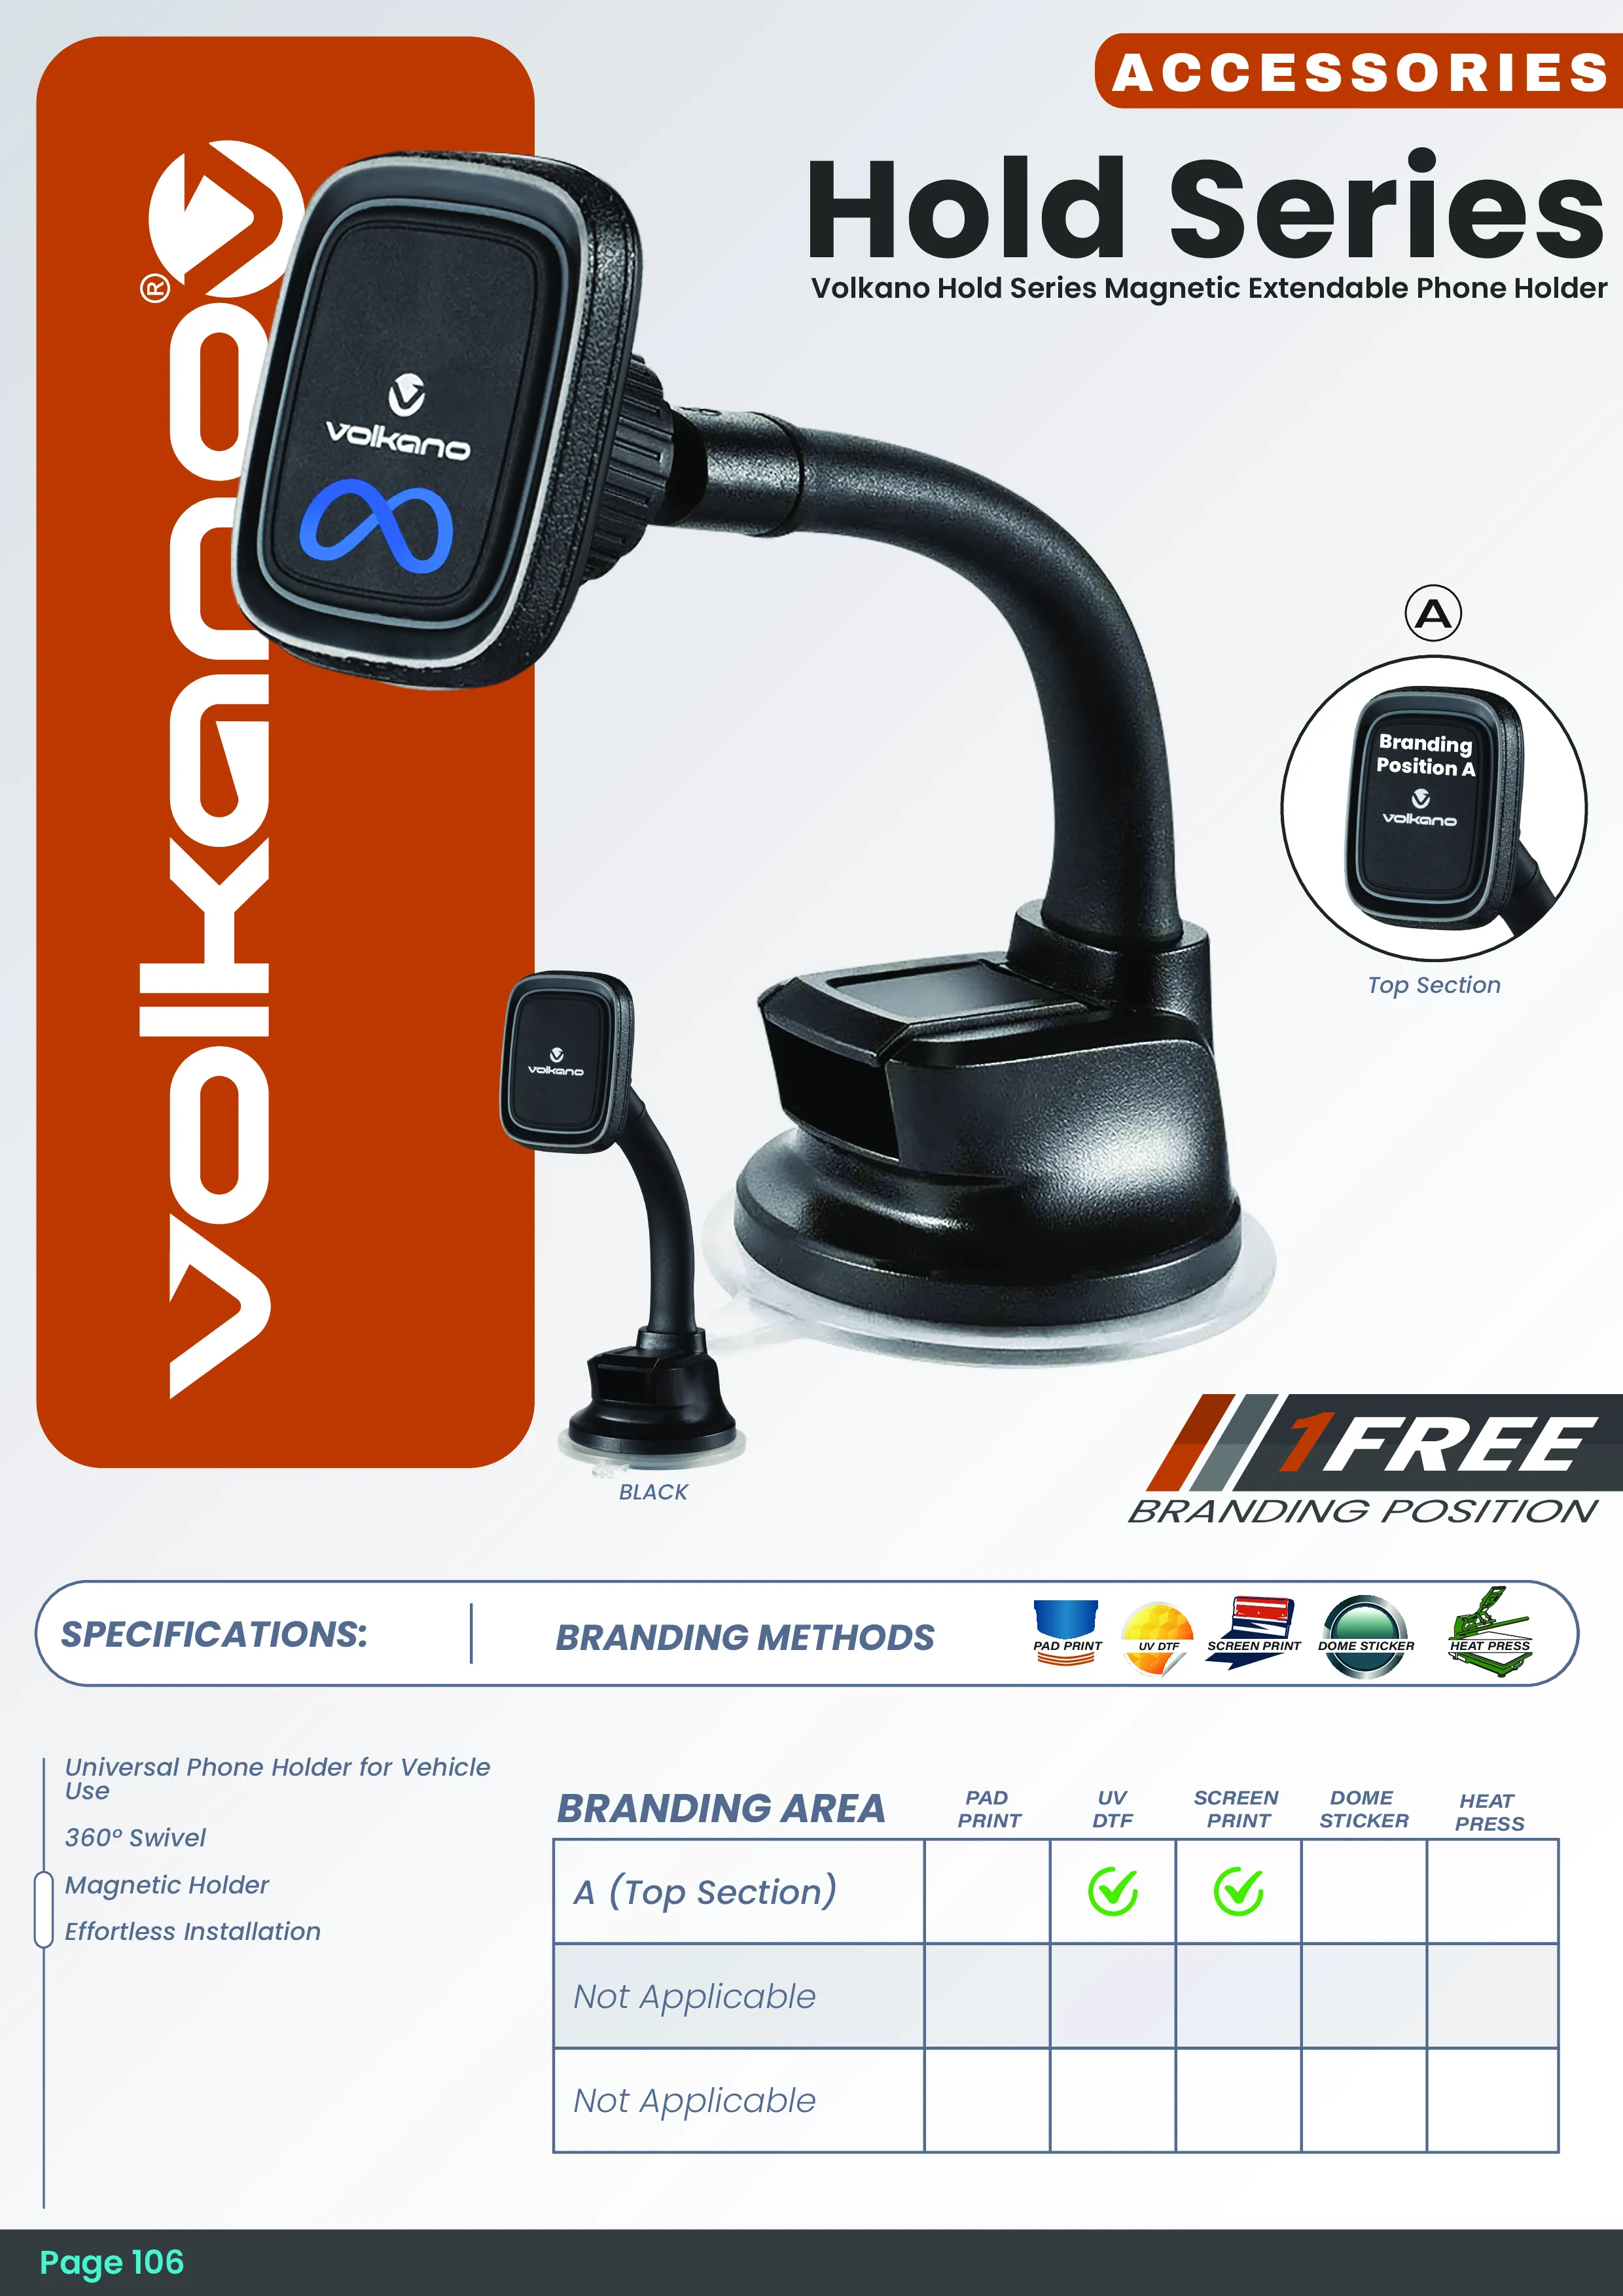 ACCESSORIES
Hold Series
Volkano Hold Series Magnetic Extendable Phone Holder
volkano®
volkano
A
Branding
Position A
volkano
Top Section
volkano
BLACK
1FREE
BRANDING POSITION
SPECIFICATIONS:
BRANDING METHODS
PAD PRINT
UV DTF
SCREEN PRINT
DOME STICKER
HEAT PRESS
Universal Phone Holder for Vehicle
Use
360° Swivel
Magnetic Holder
Effortless Installation
BRANDING AREA
PAD
PRINT
UV
DTF
SCREEN
PRINT
DOME
STICKER
HEAT
PRESS
A (Top Section)
Not Applicable
Not Applicable
Page 106